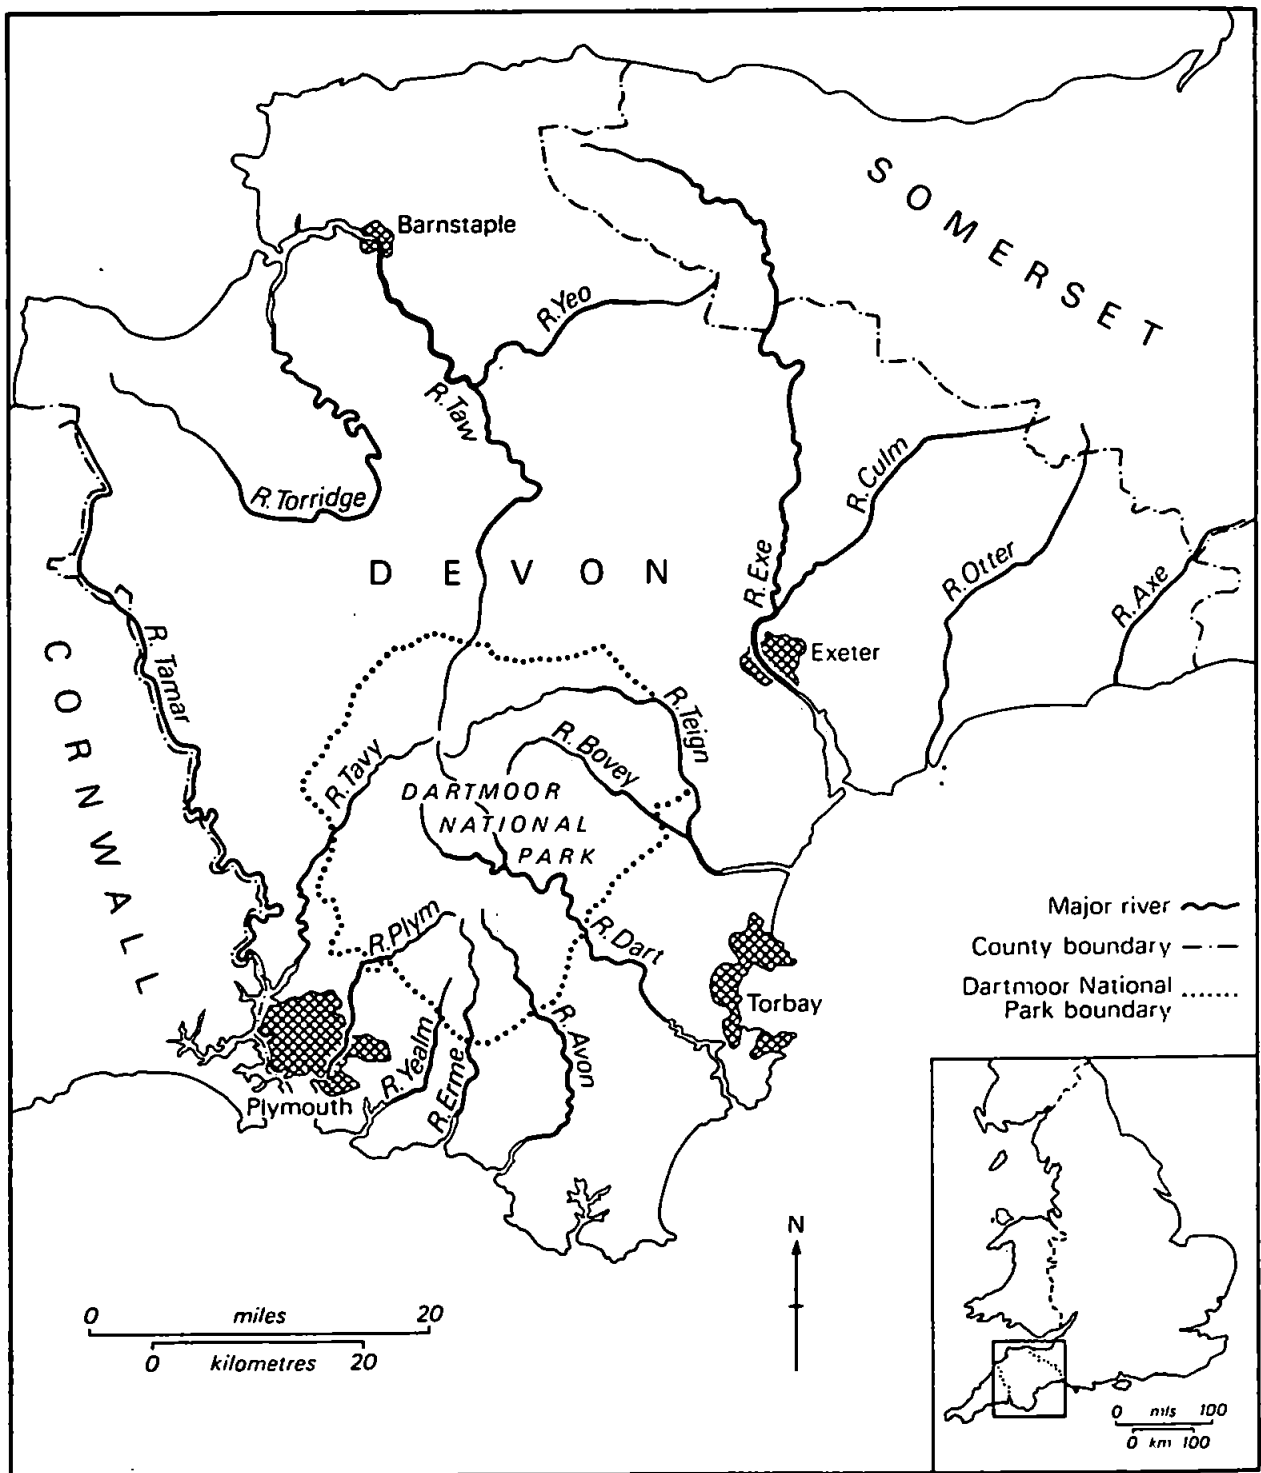 SOMERSET
Barnstaple
R.Yeo
R.Taw
R.Torridge
R.Culm
DEVON
R.Exe
R.Otter
R.Axe
CORNWALL
R. Tamar
Exeter
R.Teign
R. Bovey
R.Tavy
DARTMOOR
NATIONAL
PARK
R.Plym
R.Dart
Major river
County boundary
Dartmoor National
Park boundary
Torbay
R.Avon
R.Yealm
R.Erme
Plymouth
N
0 miles 20
0 kilometres 20
0 mls 100
0 km 100